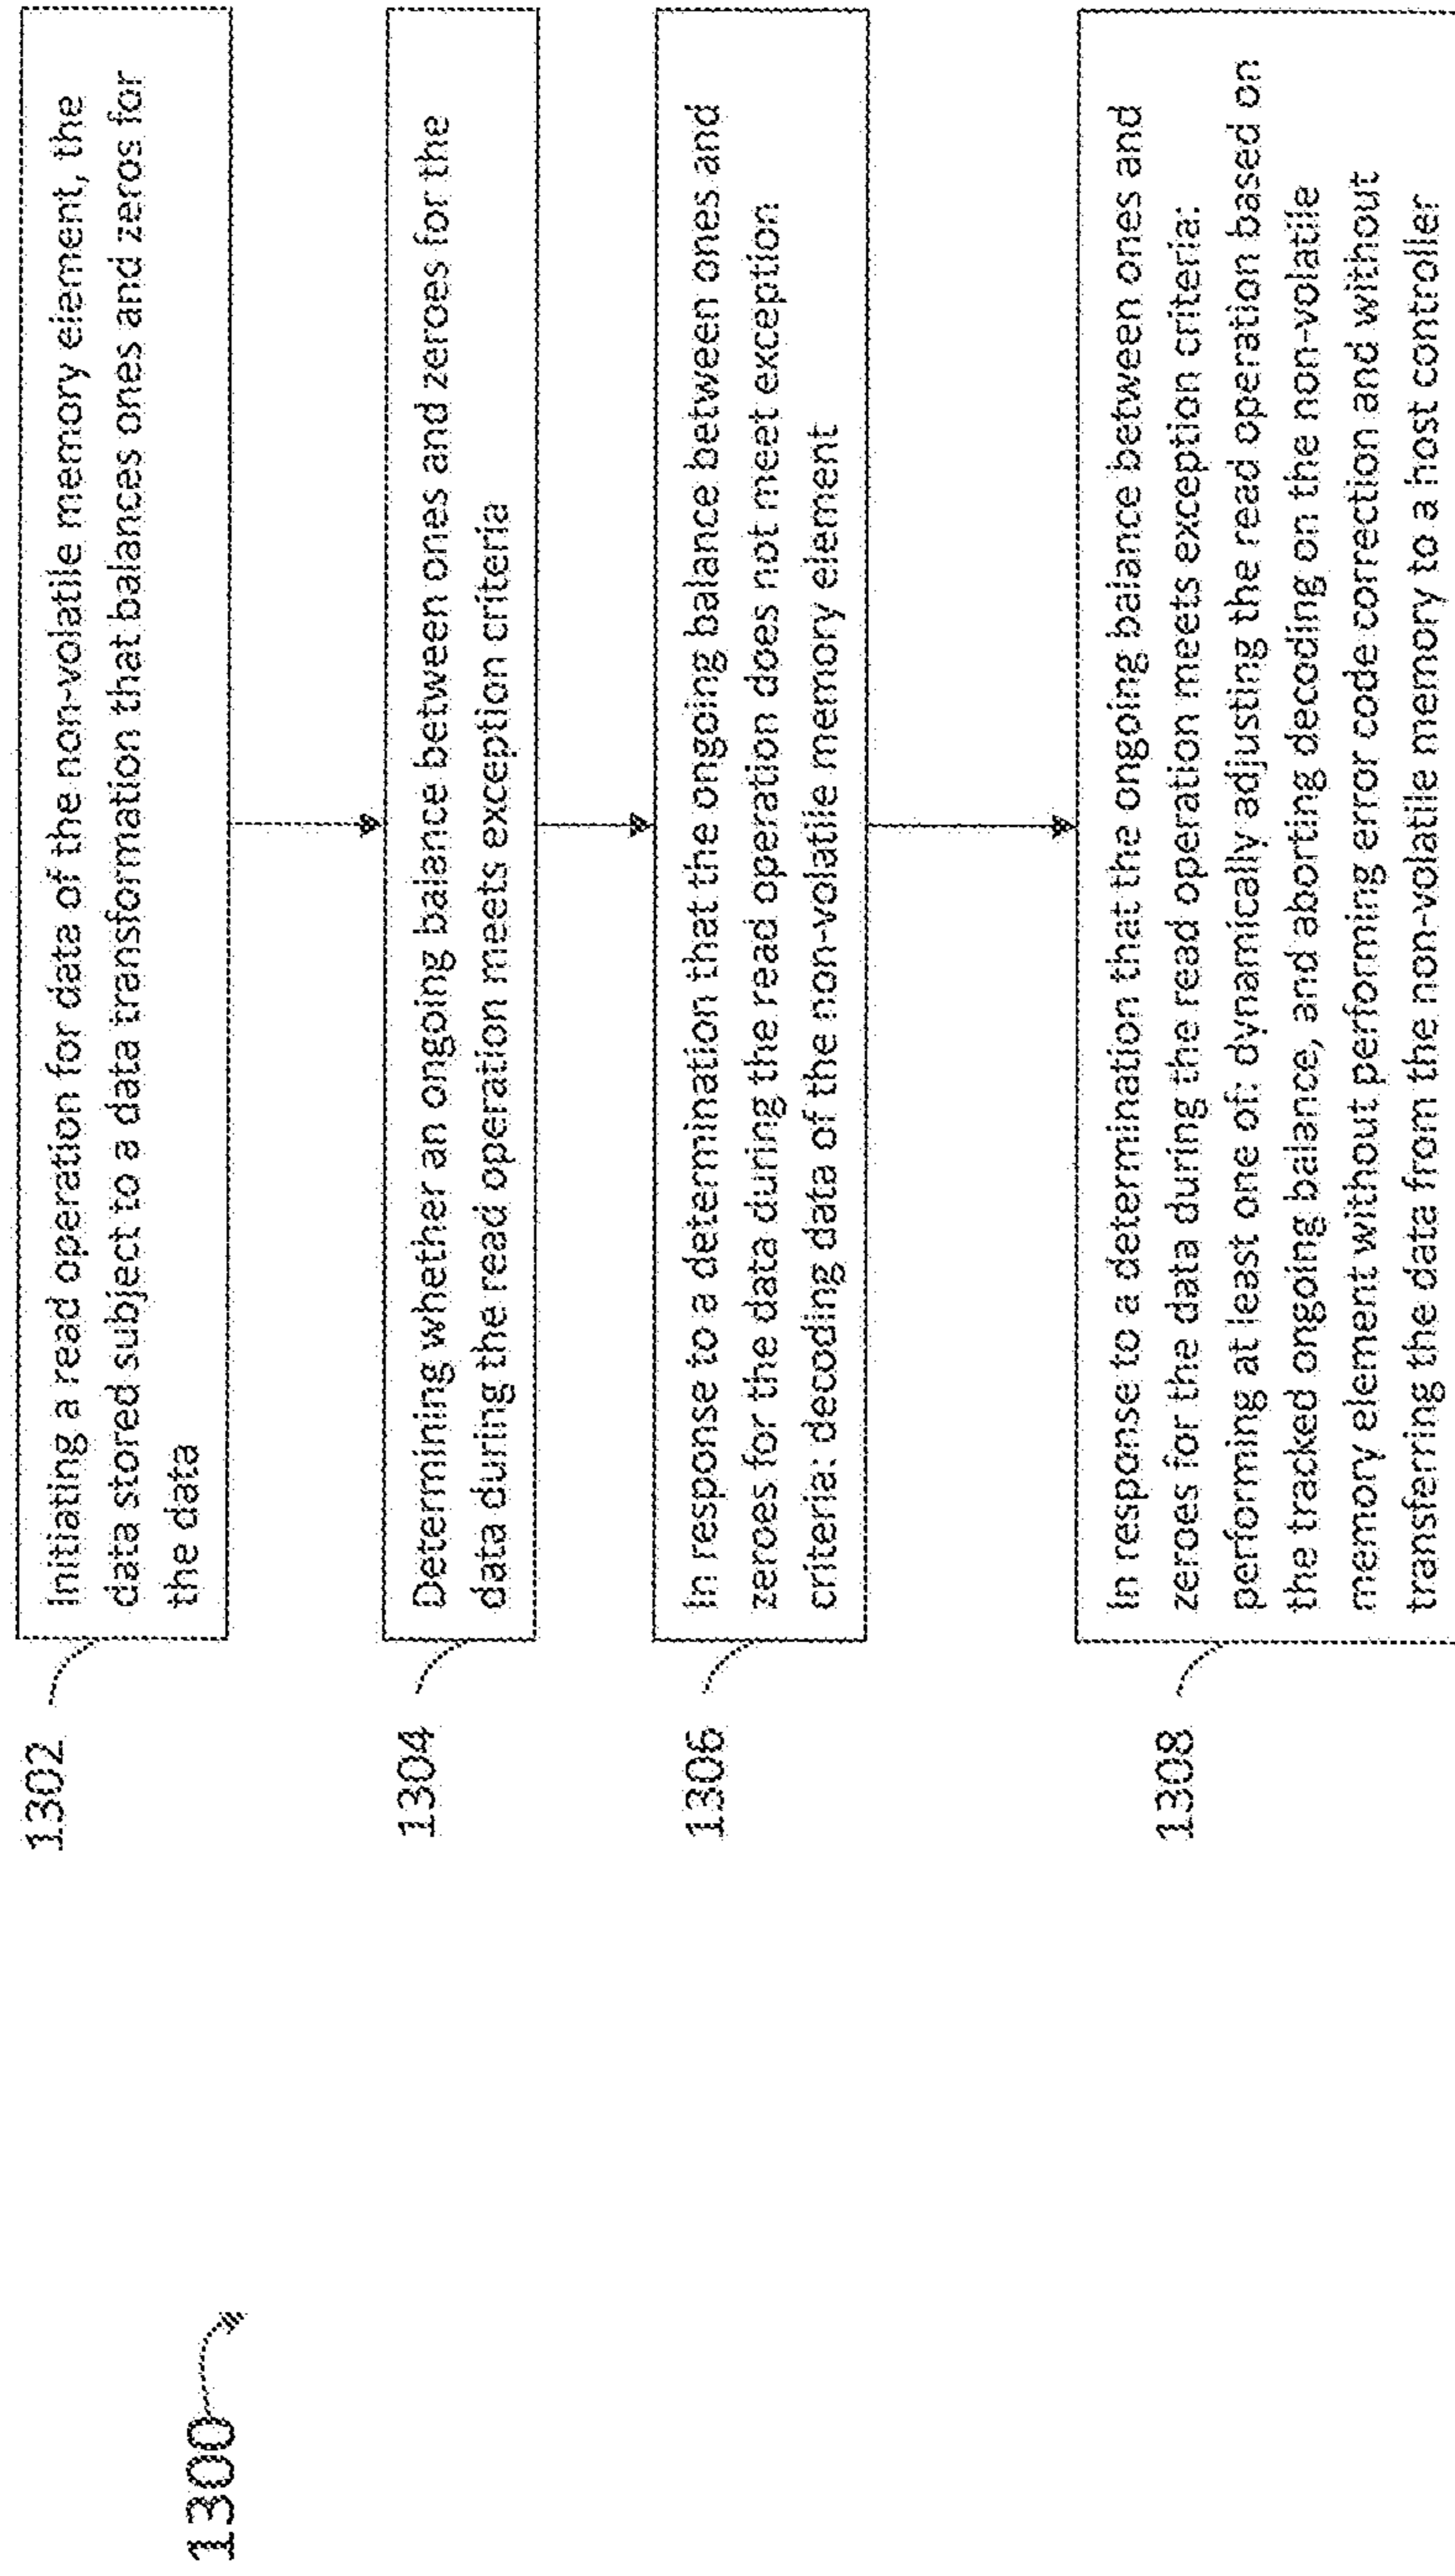 1300
1302
Initiating a read operation for data of the non-volatile memory element, the
data stored subject to a data transformation that balances ones and zeros for
the data
1304
Determining whether an ongoing balance between ones and zeroes for the
data during the read operation meets exception criteria
1306
In response to a determination that the ongoing balance between ones and
zeroes for the data during the read operation does not meet exception
criteria: decoding data of the non-volatile memory element
1308
In response to a determination that the ongoing balance between ones and
zeroes for the data during the read operation meets exception criteria:
performing at least one of: dynamically adjusting the read operation based on
the tracked ongoing balance, and aborting decoding on the non-volatile
memory element without performing error code correction and without
transferring the data from the non-volatile memory to a host controller